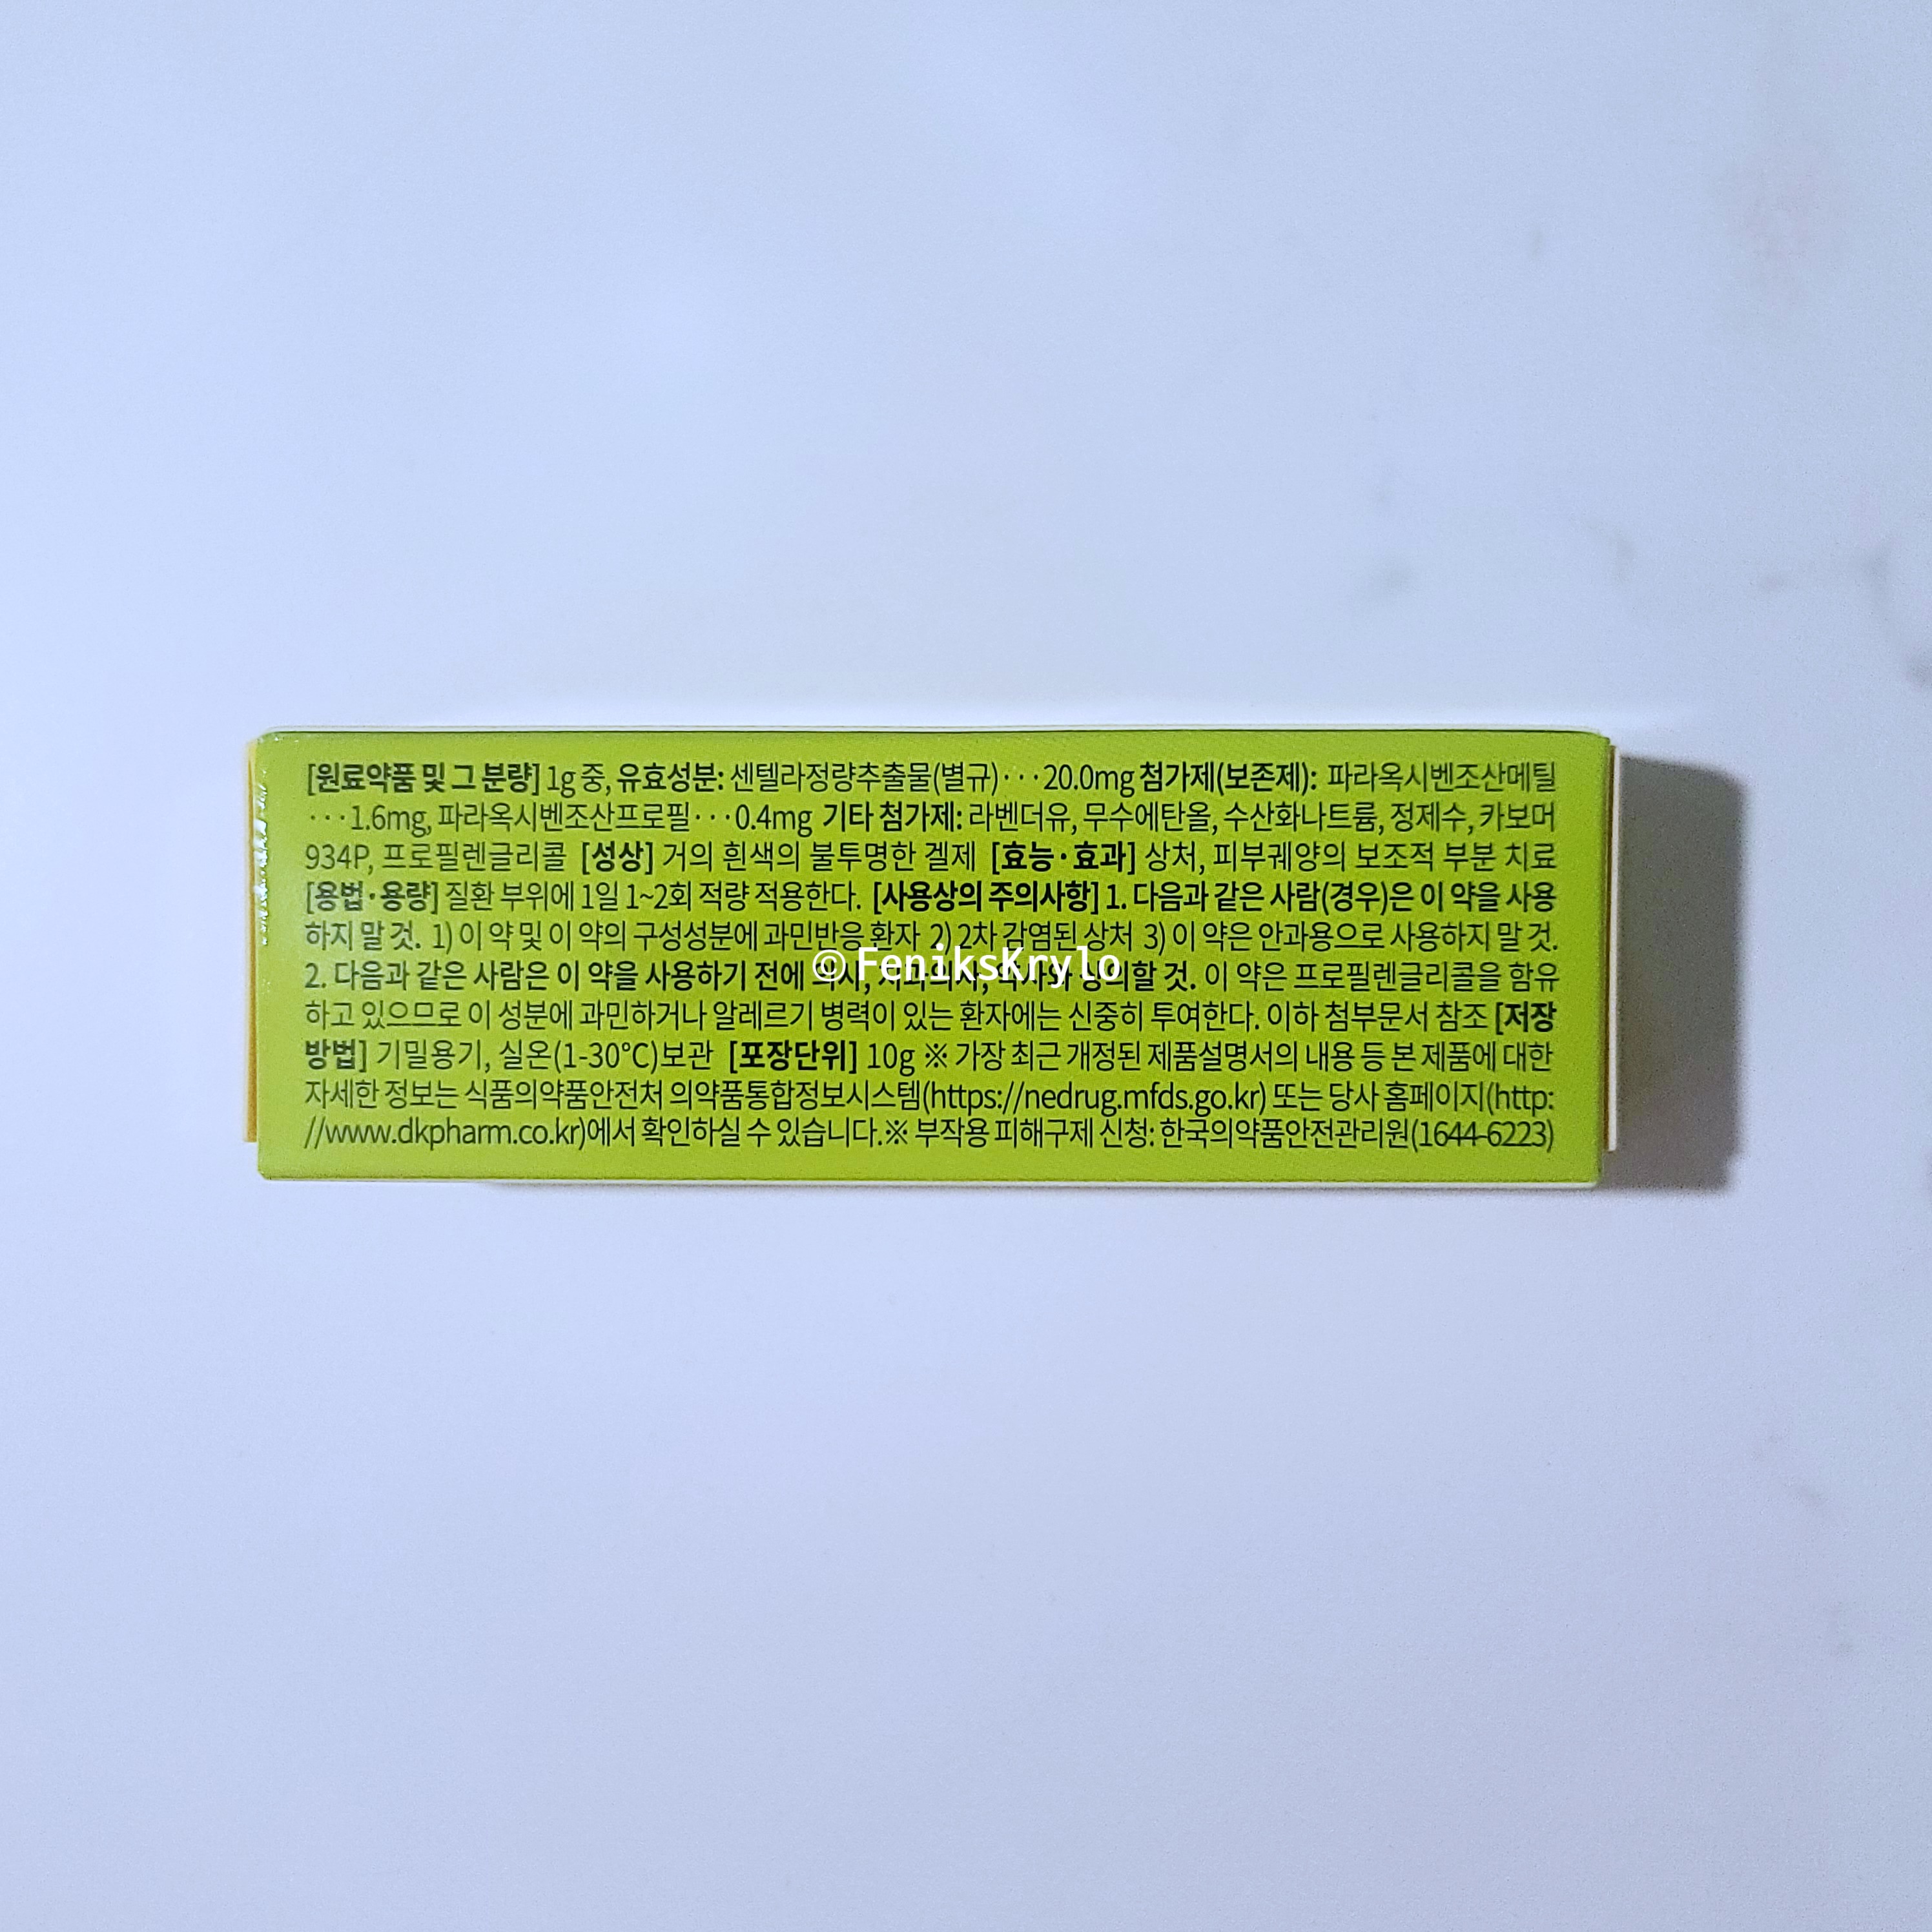 [원료약품 및 그 분량] 1g 중, 유효성분: 센텔라정량추출물(별규)···20.0mg 첨가제(보존제): 파라옥시벤조산메틸
···1.6mg, 파라옥시벤조산프로필···0.4mg 기타 첨가제: 라벤더유, 무수에탄올, 수산화나트륨, 정제수, 카보머
934P, 프로필렌글리콜 [성상] 거의 흰색의 불투명한 겔제 [효능·효과] 상처, 피부궤양의 보조적 부분 치료
[용법·용량] 질환 부위에 1일 1~2회 적량 적용한다. [사용상의 주의사항] 1. 다음과 같은 사람(경우)은 이 약을 사용
하지 말 것. 1) 이 약 및 이 약의 구성성분에 과민반응 환자 2) 2차 감염된 상처 3) 이 약은 안과용으로 사용하지 말 것.
2. 다음과 같은 사람은 이 약을 사용하기 전에 의사, 치과의사, 약사와 상의할 것. 이 약은 프로필렌글리콜을 함유
©FeniksKrylo
하고 있으므로 이 성분에 과민하거나 알레르기 병력이 있는 환자에는 신중히 투여한다. 이하 첨부문서 참조 [저장
방법] 기밀용기, 실온(1-30℃)보관 [포장단위] 10g ※ 가장 최근 개정된 제품설명서의 내용 등 본 제품에 대한
자세한 정보는 식품의약품안전처 의약품통합정보시스템(https://nedrug.mfds.go.kr) 또는 당사 홈페이지(http:
//www.dkpharm.co.kr)에서 확인하실 수 있습니다.※ 부작용 피해구제 신청: 한국의약품안전관리원(1644-6223)